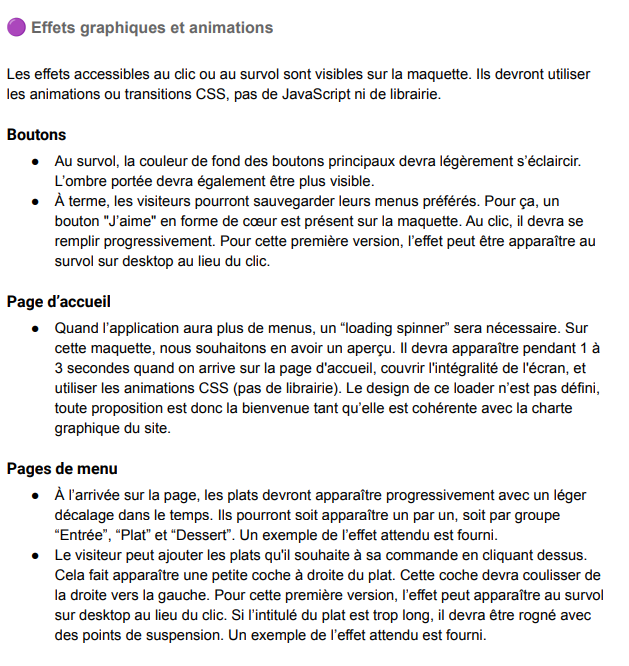 Effets graphiques et animations
Les effets accessibles au clic ou au survol sont visibles sur la maquette. Ils devront utiliser
les animations ou transitions CSS, pas de JavaScript ni de librairie.
Boutons
● Au survol, la couleur de fond des boutons principaux devra légèrement s’éclaircir.
L’ombre portée devra également être plus visible.
● À terme, les visiteurs pourront sauvegarder leurs menus préférés. Pour ça, un
bouton "J’aime" en forme de cœur est présent sur la maquette. Au clic, il devra se
remplir progressivement. Pour cette première version, l’effet peut être apparaître au
survol sur desktop au lieu du clic.
Page d’accueil
● Quand l’application aura plus de menus, un “loading spinner” sera nécessaire. Sur
cette maquette, nous souhaitons en avoir un aperçu. Il devra apparaître pendant 1 à
3 secondes quand on arrive sur la page d'accueil, couvrir l'intégralité de l'écran, et
utiliser les animations CSS (pas de librairie). Le design de ce loader n’est pas défini,
toute proposition est donc la bienvenue tant qu’elle est cohérente avec la charte
graphique du site.
Pages de menu
● À l’arrivée sur la page, les plats devront apparaître progressivement avec un léger
décalage dans le temps. Ils pourront soit apparaître un par un, soit par groupe
“Entrée”, “Plat” et “Dessert”. Un exemple de l’effet attendu est fourni.
● Le visiteur peut ajouter les plats qu'il souhaite à sa commande en cliquant dessus.
Cela fait apparaître une petite coche à droite du plat. Cette coche devra coulisser de
la droite vers la gauche. Pour cette première version, l’effet peut apparaître au survol
sur desktop au lieu du clic. Si l’intitulé du plat est trop long, il devra être rogné avec
des points de suspension. Un exemple de l’effet attendu est fourni.